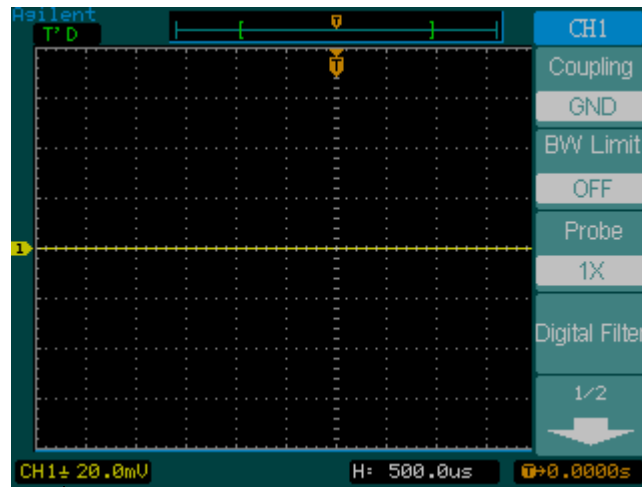 Agilent
T'D
T
CH1
T
Coupling
GND
BW Limit
OFF
Probe
1X
1
Digital Filter
1/2
CH1 20.0mV
H: 500.0us
T→0.0000s